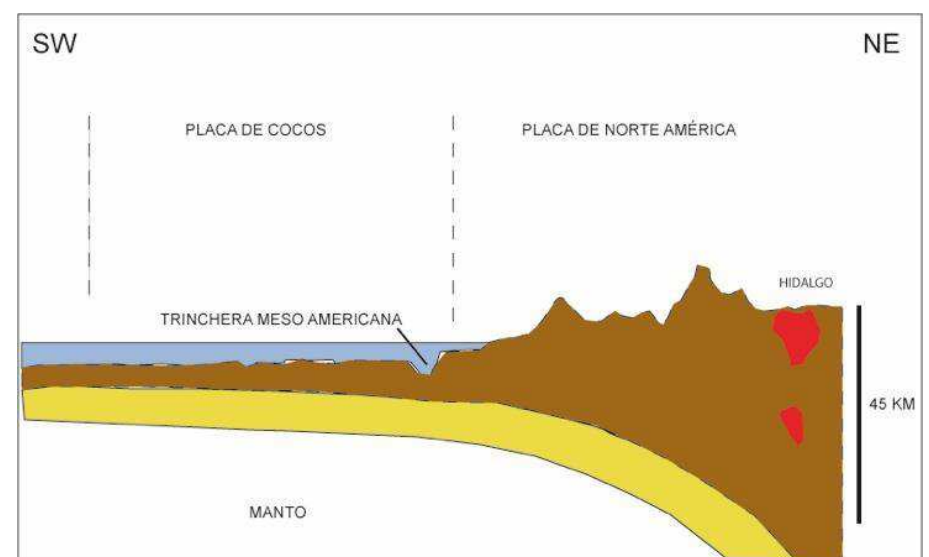 SW
NE
PLACA DE COCOS
PLACA DE NORTE AMÉRICA
HIDALGO
TRINCHERA MESO AMERICANA
45 KM
MANTO